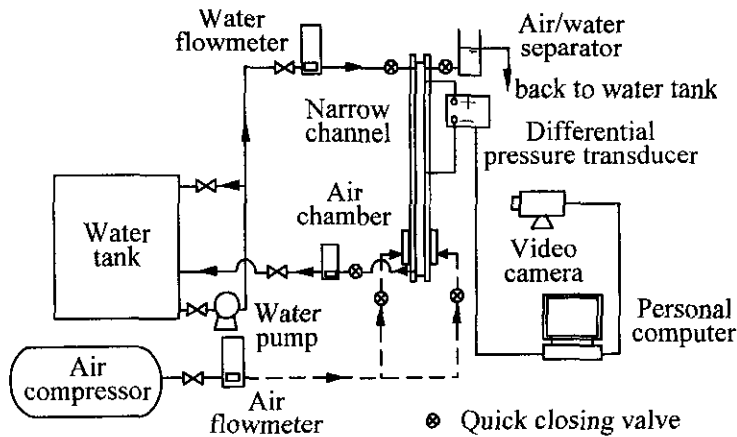 Water
flowmeter
Air/water
separator
back to water tank
Narrow
channel
Differential
pressure transducer
Air
chamber
Water
tank
Video
camera
Water
pump
Personal
computer
Air
compressor
Air
flowmeter
Quick closing valve